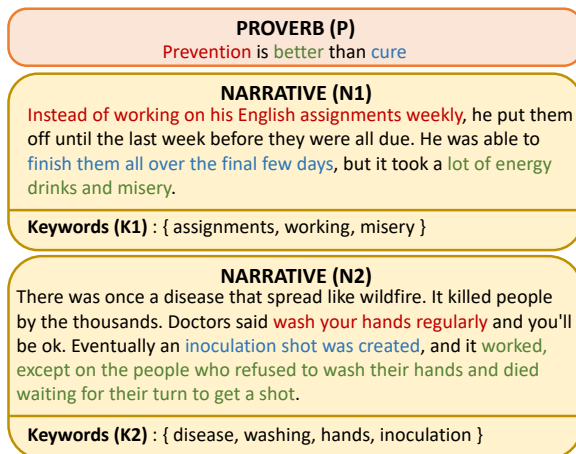 PROVERB (P)
Prevention is better than cure
NARRATIVE (N1)
Instead of working on his English assignments weekly, he put them
off until the last week before they were all due. He was able to
finish them all over the final few days, but it took a lot of energy
drinks and misery.
Keywords (K1) : { assignments, working, misery }
NARRATIVE (N2)
There was once a disease that spread like wildfire. It killed people
by the thousands. Doctors said wash your hands regularly and you'll
be ok. Eventually an inoculation shot was created, and it worked,
except on the people who refused to wash their hands and died
waiting for their turn to get a shot.
Keywords (K2) : { disease, washing, hands, inoculation }